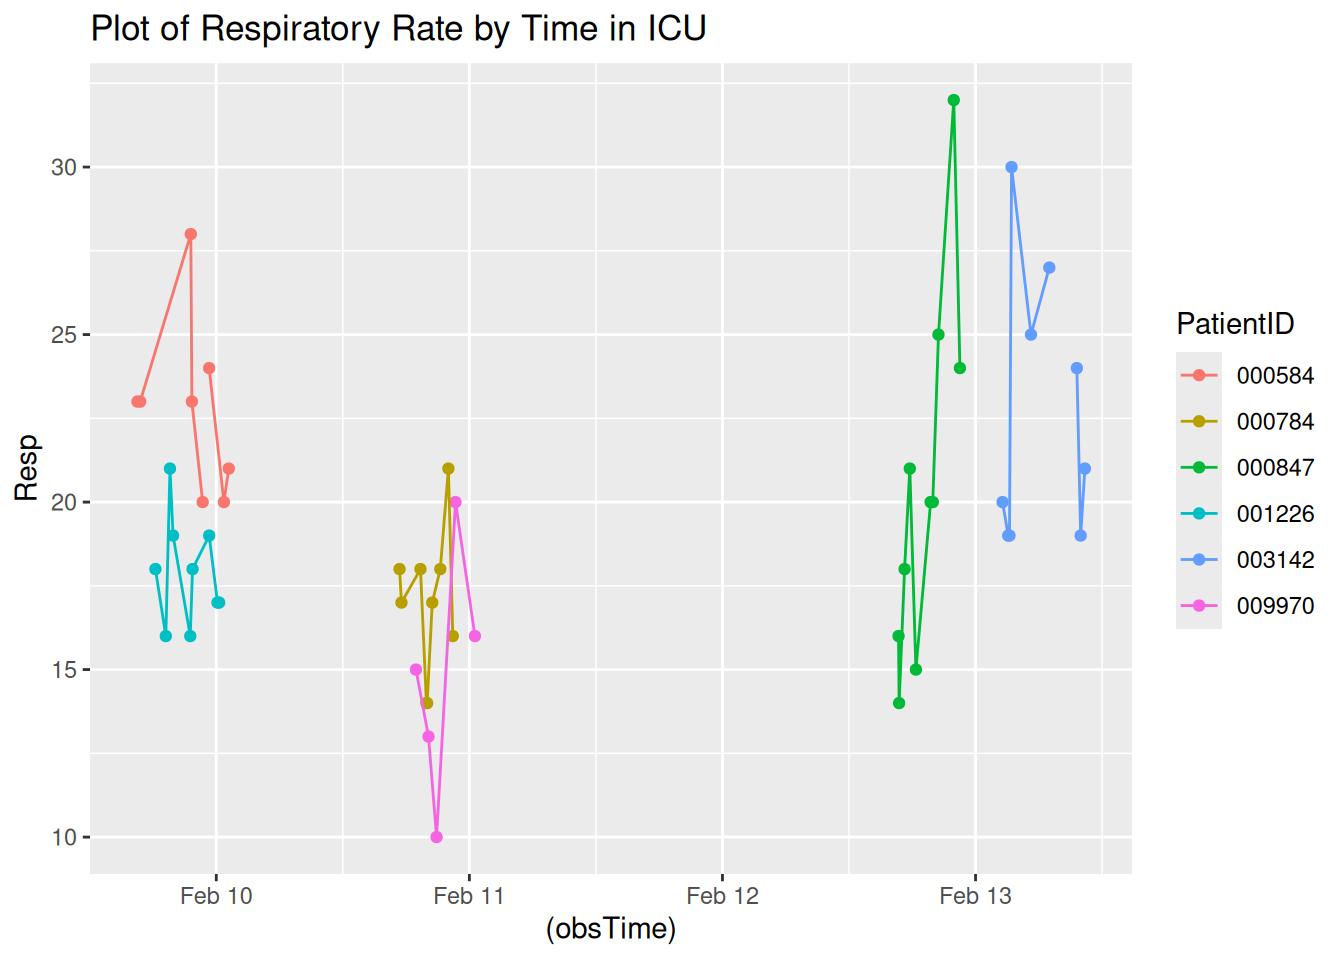 Plot of Respiratory Rate by Time in ICU
Resp
30
25
20
15
10
Feb 10
Feb 11
Feb 12
Feb 13
(obsTime)
PatientID
000584
000784
000847
001226
003142
009970